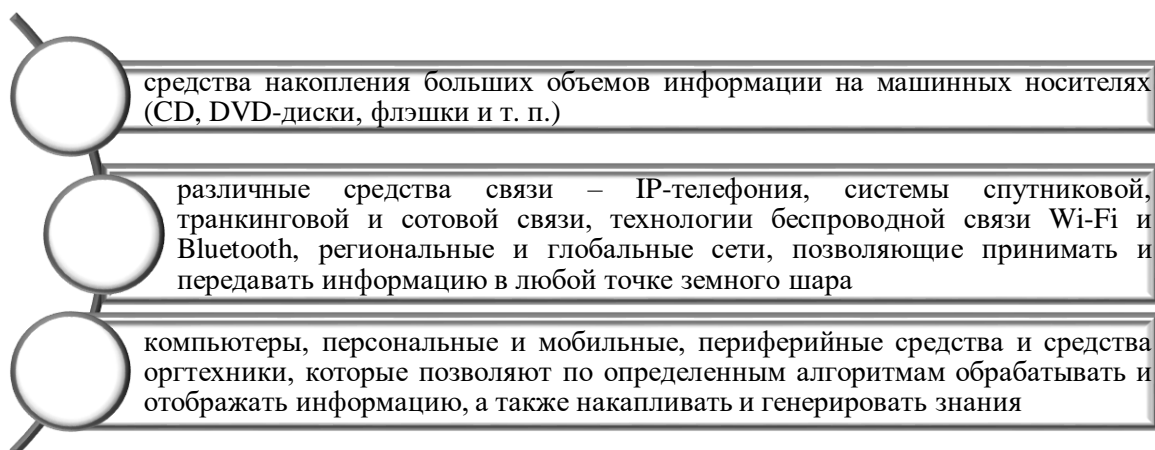 средства накопления больших объемов информации на машинных носителях
(CD, DVD-диски, флэшки и т. п.)
различные средства связи – IP-телефония, системы спутниковой,
транкинговой и сотовой связи, технологии беспроводной связи Wi-Fi и
Bluetooth, региональные и глобальные сети, позволяющие принимать и
передавать информацию в любой точке земного шара
компьютеры, персональные и мобильные, периферийные средства и средства
оргтехники, которые позволяют по определенным алгоритмам обрабатывать и
отображать информацию, а также накапливать и генерировать знания